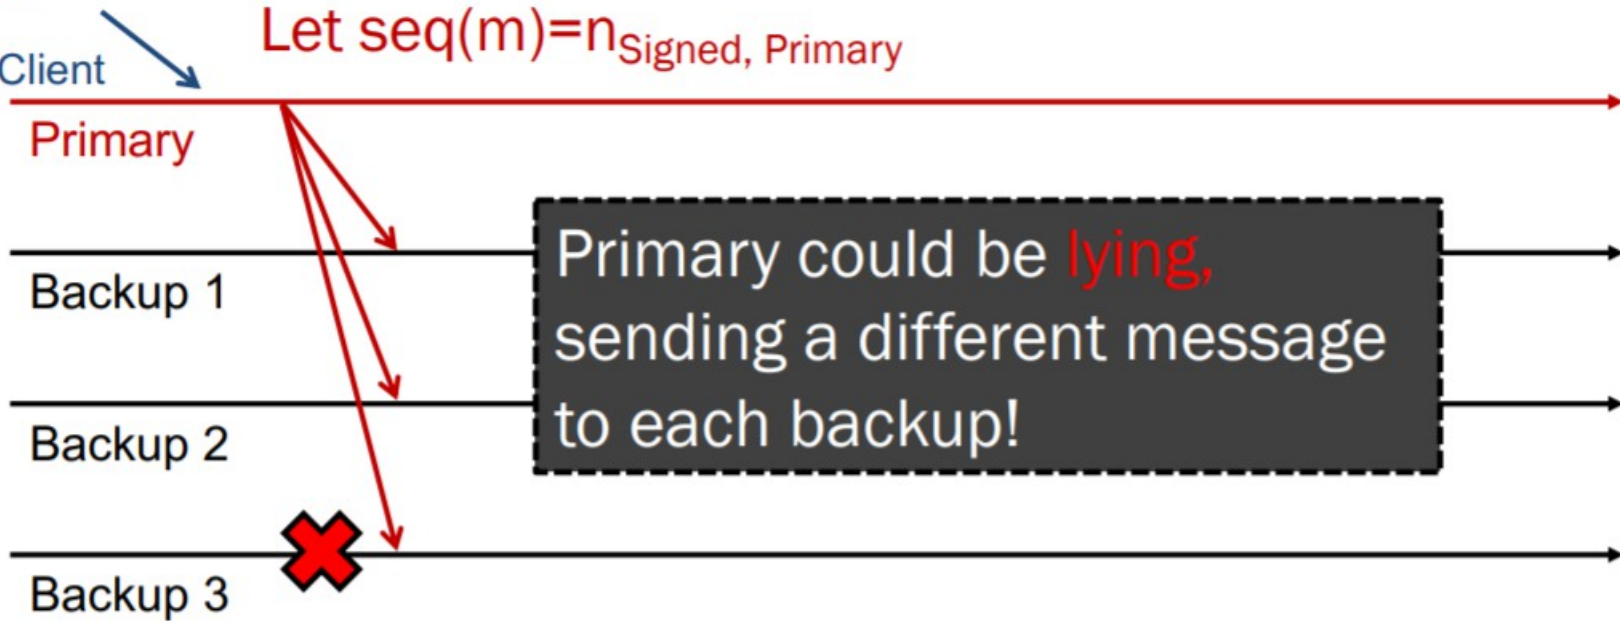 Let seq(m)=nSigned, Primary
Client
Primary
Primary could be lying,
sending a different message
to each backup!
Backup 1
Backup 2
Backup 3